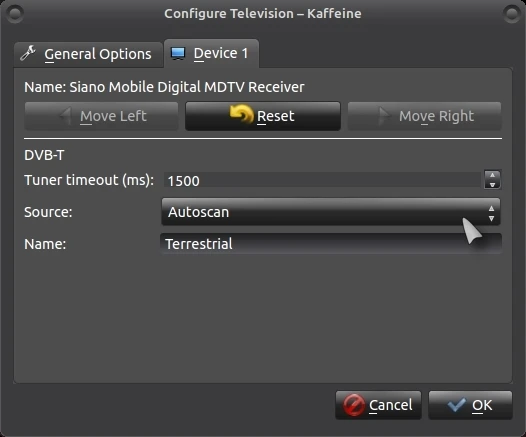 Configure Television – Kaffeine
General Options
Device 1
Name: Siano Mobile Digital MDTV Receiver
Move Left
Reset
Move Right
DVB-T
Tuner timeout (ms): 1500
Source: Autoscan
Name: Terrestrial
Cancel
OK